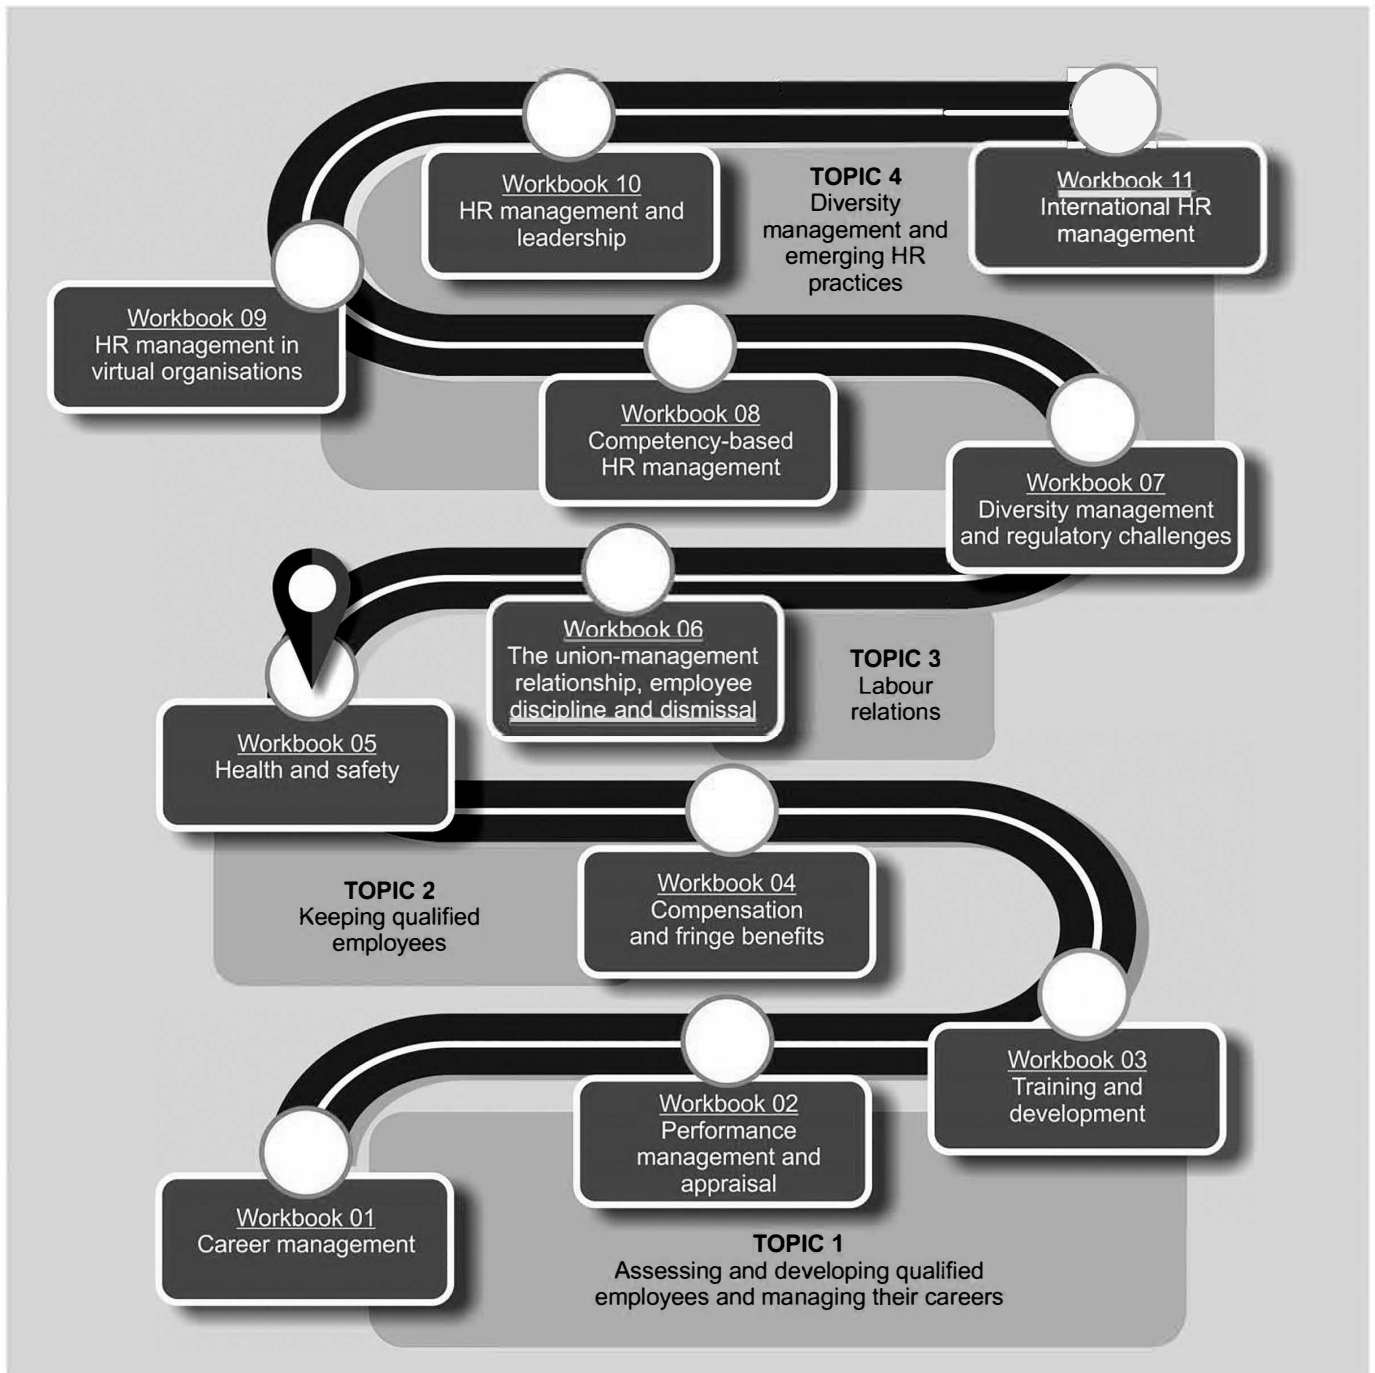 Workbook 10
HR management and
leadership
TOPIC 4
Diversity
management and
emerging HR
practices
Workbook 11
International HR
management
Workbook 09
HR management in
virtual organisations
Workbook 08
Competency-based
HR management
Workbook 07
Diversity management
and regulatory challenges
Workbook 06
The union-management
relationship, employee
discipline and dismissal
TOPIC 3
Labour
relations
Workbook 05
Health and safety
TOPIC 2
Keeping qualified
employees
Workbook 04
Compensation
and fringe benefits
Workbook 03
Training and
development
Workbook 02
Performance
management and
appraisal
Workbook 01
Career management
TOPIC 1
Assessing and developing qualified
employees and managing their careers